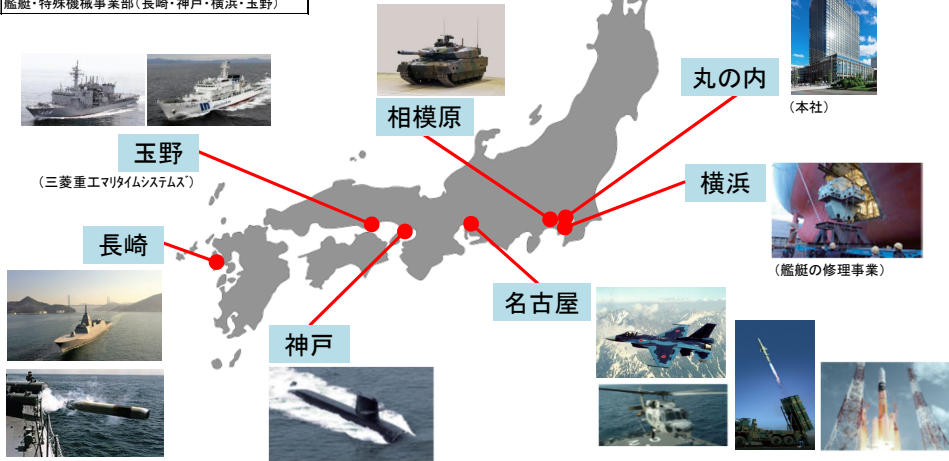 艦艇・特殊機械事業部(長崎・神戸・横浜・玉野)
丸の内
(本社)
相模原
玉野
(三菱重工マリタイムシステムズ)
横浜
(艦艇の修理事業)
長崎
名古屋
神戸